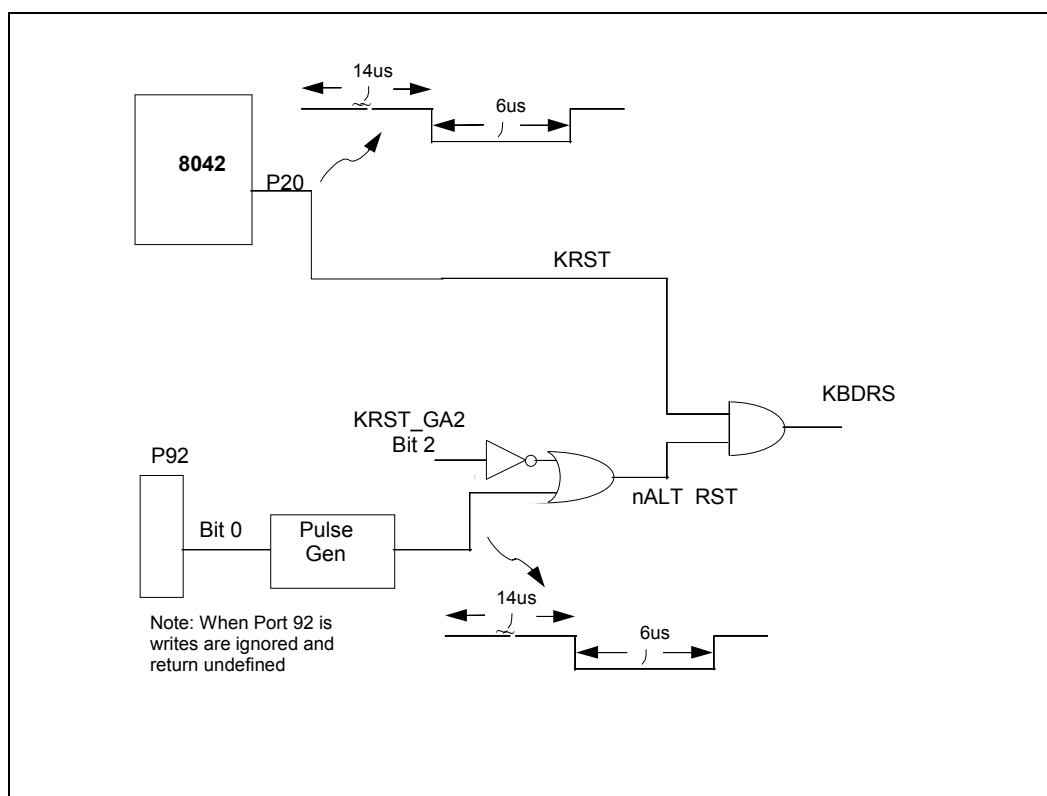 14us
6us
8042
P20
KRST
KBDRS
KRST_GA2
Bit 2
P92
nALT RST
Bit 0
Pulse
Gen
14us
6us
Note: When Port 92 is
writes are ignored and
return undefined